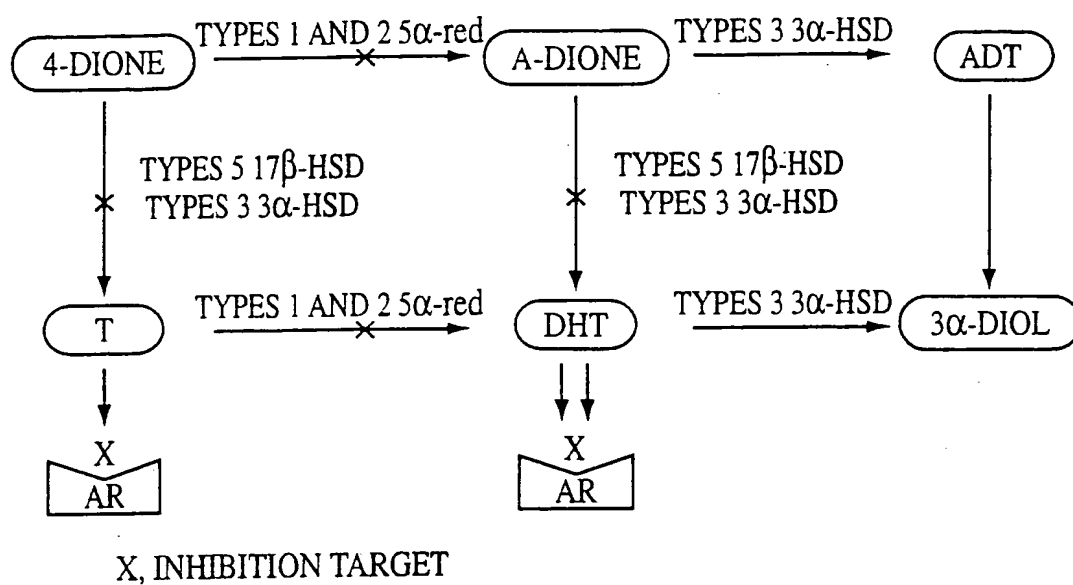 TYPES 1 AND 2 5α-red
TYPES 3 3α-HSD
4-DIONE
A-DIONE
ADT
TYPES 5 17β-HSD
TYPES 3 3α-HSD
TYPES 5 17β-HSD
TYPES 3 3α-HSD
TYPES 1 AND 2 5α-red
TYPES 3 3α-HSD
T
DHT
3α-DIOL
X
AR
X
AR
X, INHIBITION TARGET